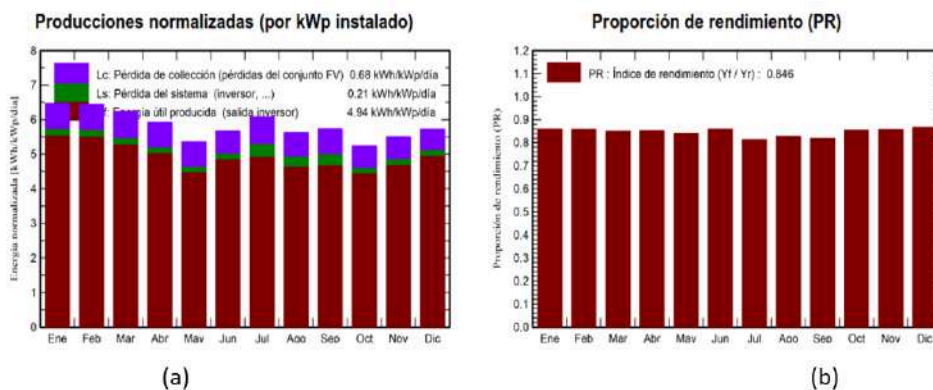 Producciones normalizadas (por kWp instalado)
Energía normalizada [kWh/kWp/día]
8
7
6
5
4
3
2
1
0
Lc: Pérdida de colección (pérdidas del conjunto FV) 0.68 kWh/kWp/día
Ls: Pérdida del sistema (inversor, ...) 0.21 kWh/kWp/día
Energía útil producida (salida inversor) 4.94 kWh/kWp/día
Ene Feb Mar Abr May Jun Jul Ago Sep Oct Nov Dic
(a)
Proporción de rendimiento (PR)
Proporción de rendimiento (PR)
1.2
1.1
1.0
0.9
0.8
0.7
0.6
0.5
0.4
0.3
0.2
0.1
0.0
PR : Índice de rendimiento (Yf / Yr) : 0.846
Ene Feb Mar Abr May Jun Jul Ago Sep Oct Nov Dic
(b)